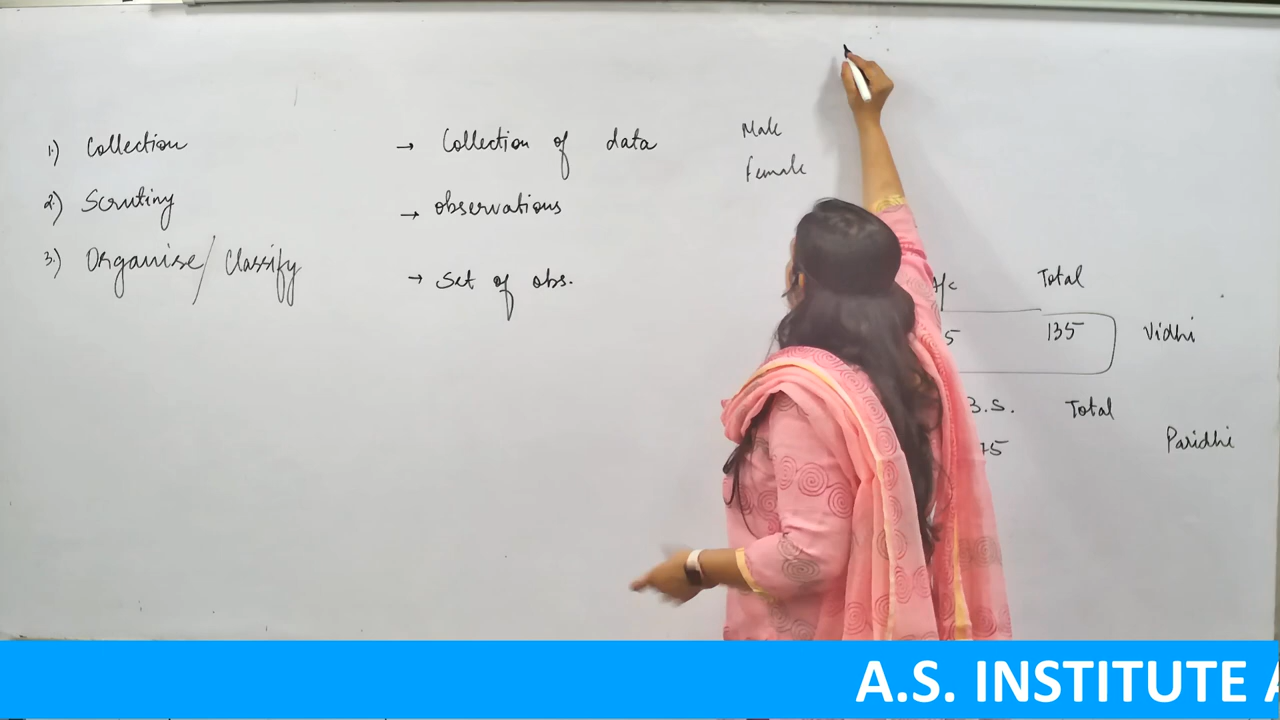 1.) Collection → Collection of data
2.) Scrutiny → observations
3.) Organise/Classify → Set of obs.
Male
Female
A/c Total
5 135 Vidhi
B.S. Total
75 Paridhi
A.S. INSTITUTE A